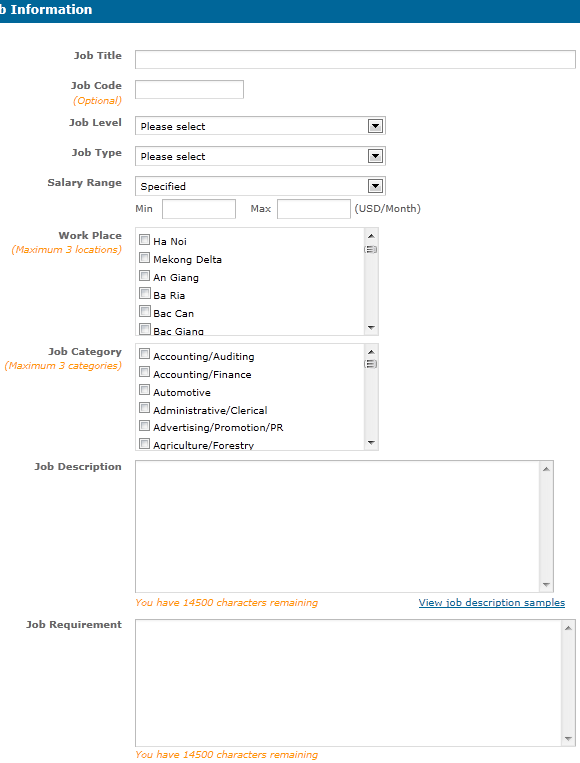 b Information
Job Title
Job Code
(Optional)
Job Level Please select
Job Type Please select
Salary Range Specified
Min Max (USD/Month)
Work Place
(Maximum 3 locations)
Ha Noi
Mekong Delta
An Giang
Ba Ria
Bac Can
Bac Giang
Job Category
(Maximum 3 categories)
Accounting/Auditing
Accounting/Finance
Automotive
Administrative/Clerical
Advertising/Promotion/PR
Agriculture/Forestry
Job Description
You have 14500 characters remaining View job description samples
Job Requirement
You have 14500 characters remaining